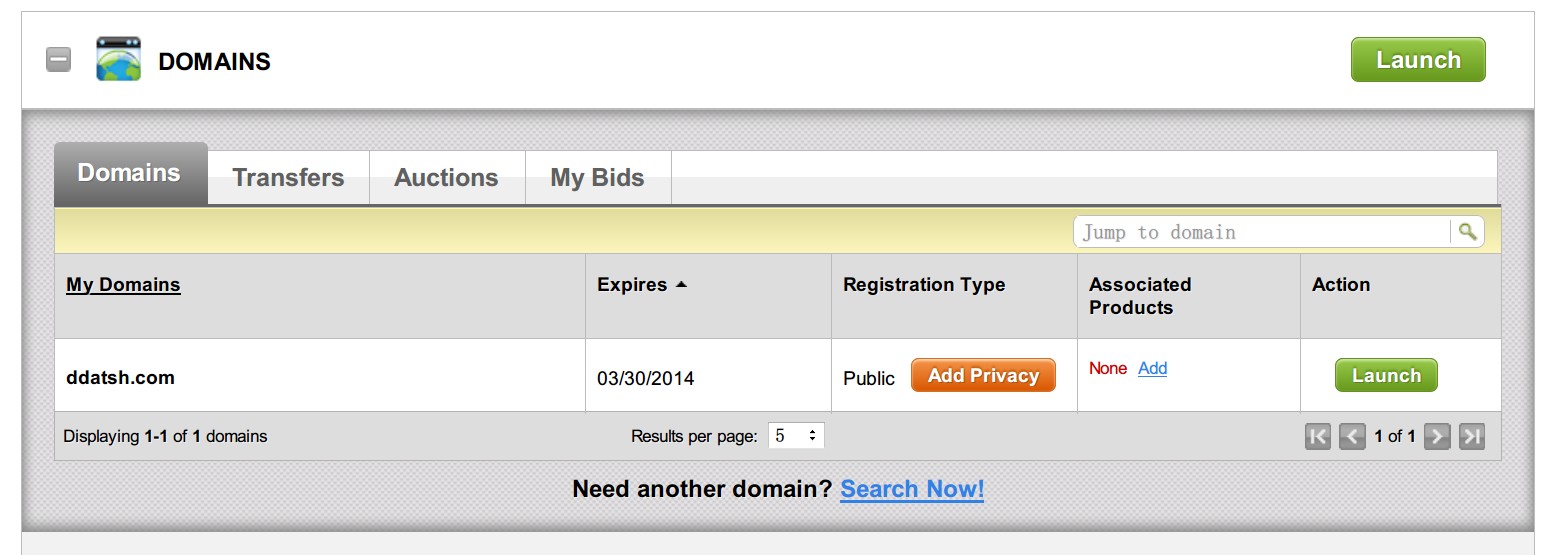 DOMAINS
Launch
Domains
Transfers
Auctions
My Bids
Jump to domain
My Domains
Expires
Registration Type
Associated
Products
Action
ddatsh.com
03/30/2014
Public
Add Privacy
None Add
Launch
Displaying 1-1 of 1 domains
Results per page: 5
1 of 1
Need another domain? Search Now!